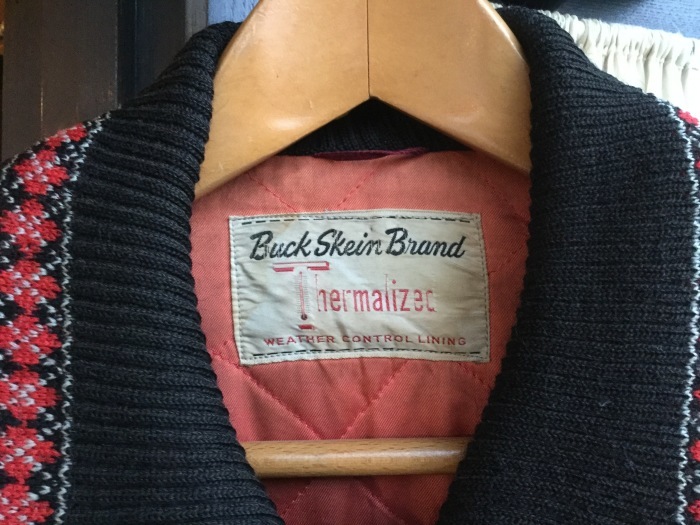 Buck Skein Brand
Thermalized
WEATHER CONTROL LINING